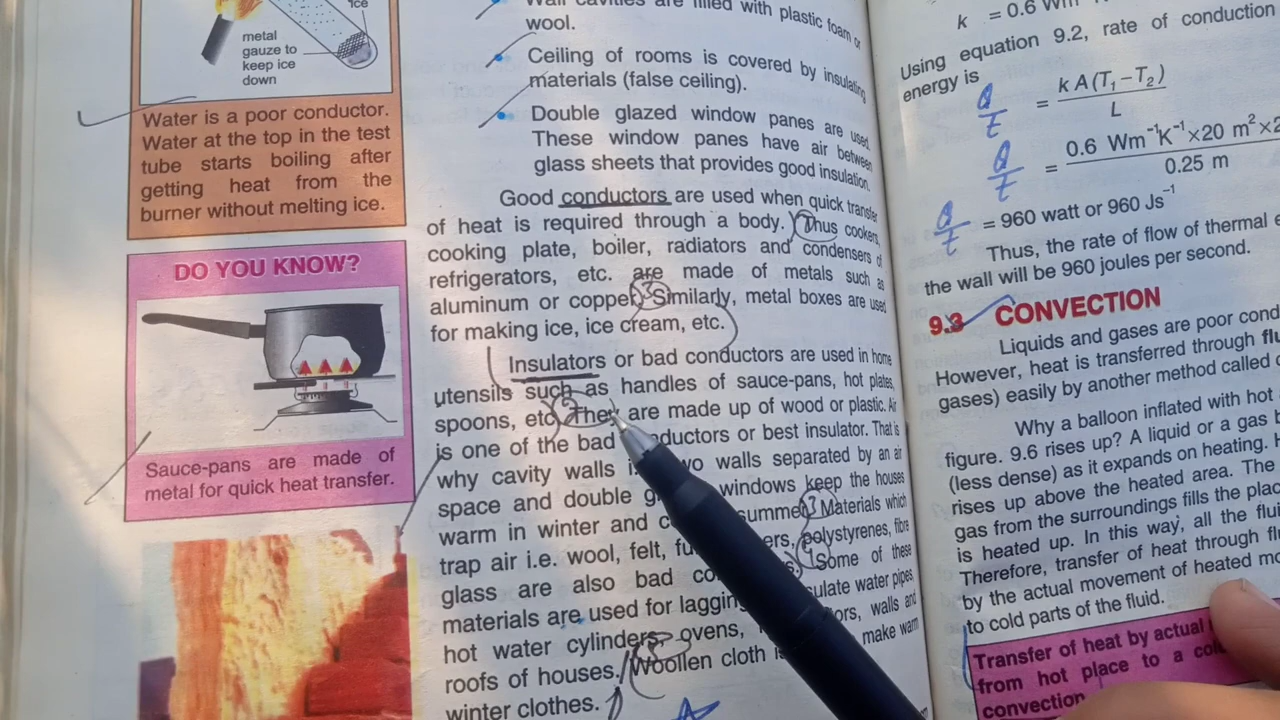 ice
metal
gauze to
keep ice
down
Water is a poor conductor.
Water at the top in the test
tube starts boiling after
getting heat from the
burner without melting ice.
DO YOU KNOW?
Sauce-pans are made of
metal for quick heat transfer.
Wall cavities are filled with plastic foam or
wool.
Ceiling of rooms is covered by insulating
materials (false ceiling).
Double glazed window panes are used.
These window panes have air between
glass sheets that provides good insulation.
Good conductors are used when quick transfer
of heat is required through a body. Thus cookers,
cooking plate, boiler, radiators and condensers of
refrigerators, etc. are made of metals such as
aluminum or copper. Similarly, metal boxes are used
for making ice, ice cream, etc.
Insulators or bad conductors are used in home
utensils such as handles of sauce-pans, hot plates,
spoons, etc. They are made up of wood or plastic. Air
is one of the bad conductors or best insulator. That is
why cavity walls i. wo walls separated by an air
space and double g windows keep the houses
warm in winter and c summer. Materials which
trap air i.e. wool, felt, fu ers, polystyrenes, fibre
glass are also bad co s. Some of these
materials are used for lagging sulate water pipes,
hot water cylinders, ovens, ors, walls and
roofs of houses. Woollen cloth is make warm
winter clothes.
k = 0.6 Wm
Using equation 9.2, rate of conduction
energy is
Q/t = k A(T₁−T₂)/L
Q/t = 0.6 Wm⁻¹K⁻¹×20 m²×2/0.25 m
Q/t = 960 watt or 960 Js⁻¹
Thus, the rate of flow of thermal
the wall will be 960 joules per second.
9.3 CONVECTION
Liquids and gases are poor cond
However, heat is transferred through flu
gases) easily by another method called
Why a balloon inflated with hot
figure. 9.6 rises up? A liquid or a gas
(less dense) as it expands on heating. H
rises up above the heated area. The
gas from the surroundings fills the plac
is heated up. In this way, all the flui
Therefore, transfer of heat through flu
by the actual movement of heated mo
to cold parts of the fluid.
Transfer of heat by actual
from hot place to a col
convection